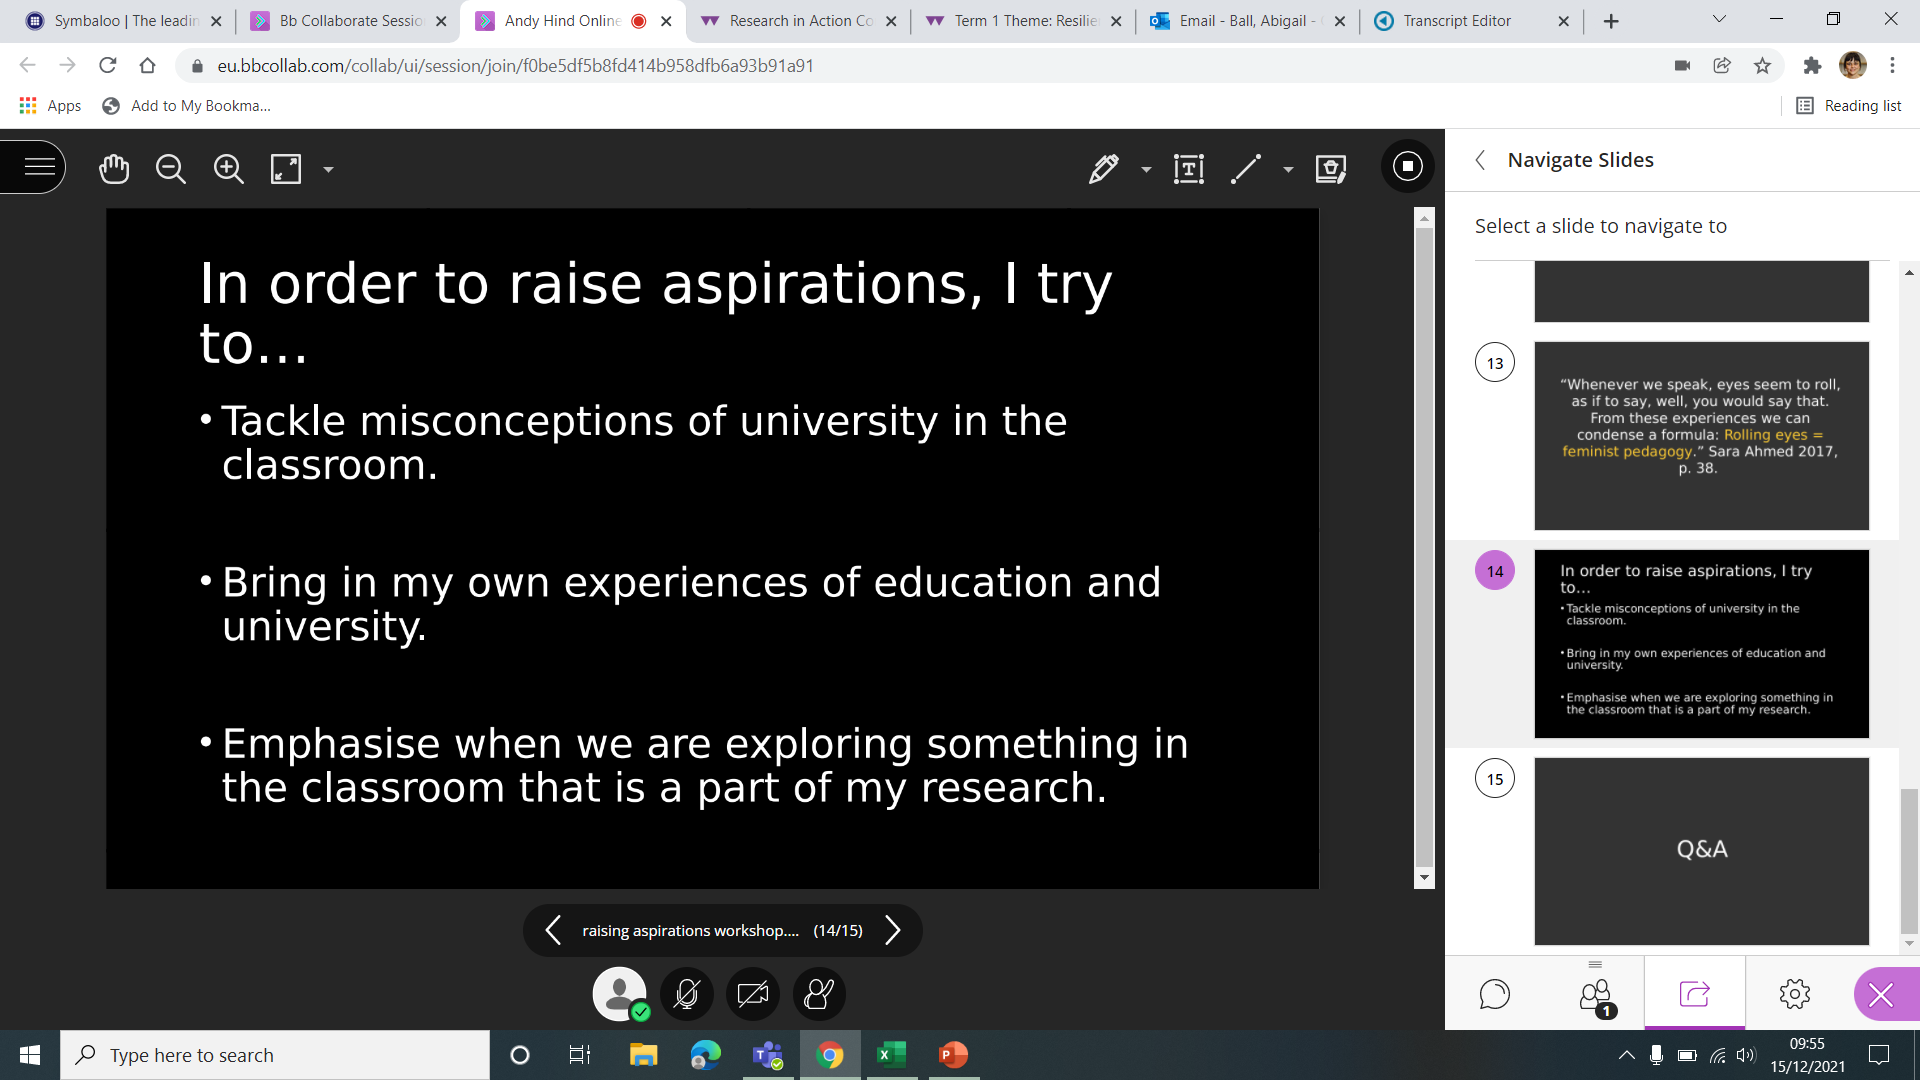 Symbaloo | The leadin
Bb Collaborate Sessio
Andy Hind Online
Research in Action Co
Term 1 Theme: Resilie
Email - Ball, Abigail -
Transcript Editor
eu.bbcollab.com/collab/ui/session/join/f0be5df5b8fd414b958dfb6a93b91a91
Apps
Add to My Bookma...
Reading list
In order to raise aspirations, I try
to...
• Tackle misconceptions of university in the
classroom.
• Bring in my own experiences of education and
university.
• Emphasise when we are exploring something in
the classroom that is a part of my research.
raising aspirations workshop.... (14/15)
Navigate Slides
Select a slide to navigate to
13
“Whenever we speak, eyes seem to roll,
as if to say, well, you would say that.
From these experiences we can
condense a formula: Rolling eyes =
feminist pedagogy.” Sara Ahmed 2017,
p. 38.
14
In order to raise aspirations, I try
to...
• Tackle misconceptions of university in the
classroom.
• Bring in my own experiences of education and
university.
• Emphasise when we are exploring something in
the classroom that is a part of my research.
15
Q&A
1
Type here to search
09:55
15/12/2021